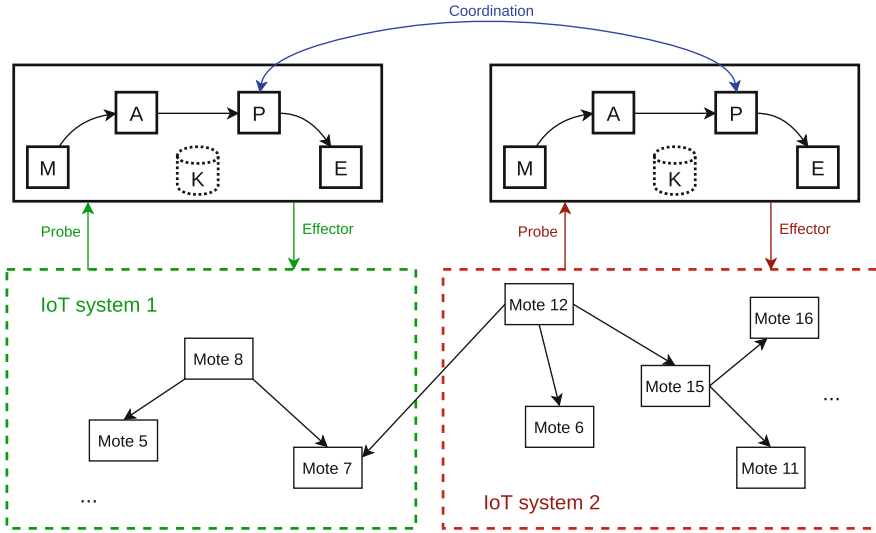 Coordination
A
P
M
K
E
A
P
M
K
E
Probe
Effector
Probe
Effector
IoT system 1
Mote 12
Mote 16
Mote 8
Mote 15
...
Mote 5
Mote 6
Mote 7
Mote 11
...
IoT system 2